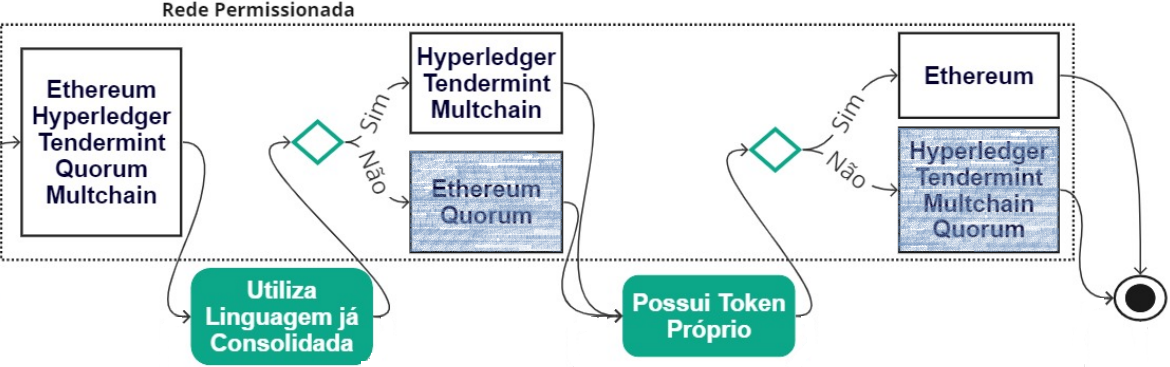 Rede Permissionada
Ethereum
Hyperledger
Tendermint
Quorum
Multchain
Utiliza
Linguagem já
Consolidada
Sim
Não
Hyperledger
Tendermint
Multchain
Ethereum
Quorum
Possui Token
Próprio
Sim
Não
Ethereum
Hyperledger
Tendermint
Multchain
Quorum